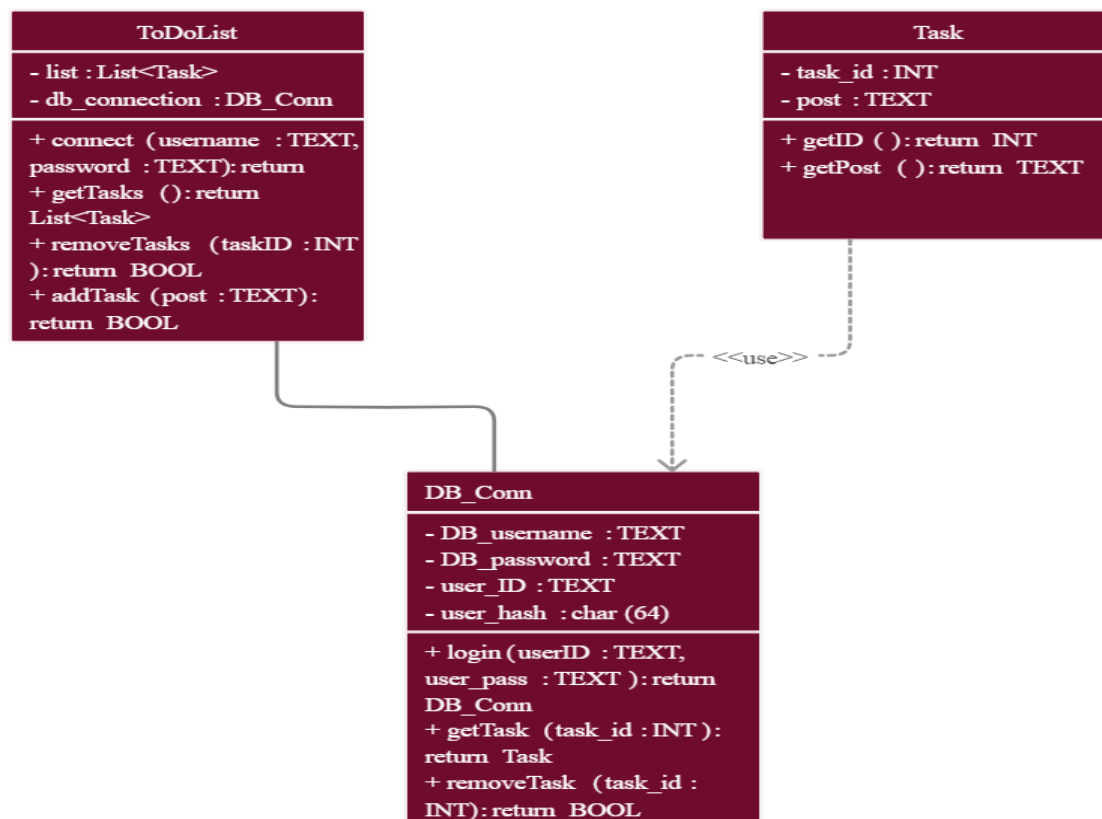 ToDoList
- list : List<Task>
- db_connection : DB_Conn
+ connect (username : TEXT,
password : TEXT): return
+ getTasks (): return
List<Task>
+ removeTasks (taskID : INT
): return BOOL
+ addTask (post : TEXT):
return BOOL
Task
- task_id : INT
- post : TEXT
+ getID ( ): return INT
+ getPost ( ): return TEXT
<<use>>
DB_Conn
- DB_username : TEXT
- DB_password : TEXT
- user_ID : TEXT
- user_hash : char (64)
+ login (userID : TEXT,
user_pass : TEXT ): return
DB_Conn
+ getTask (task_id : INT ):
return Task
+ removeTask (task_id :
INT): return BOOL